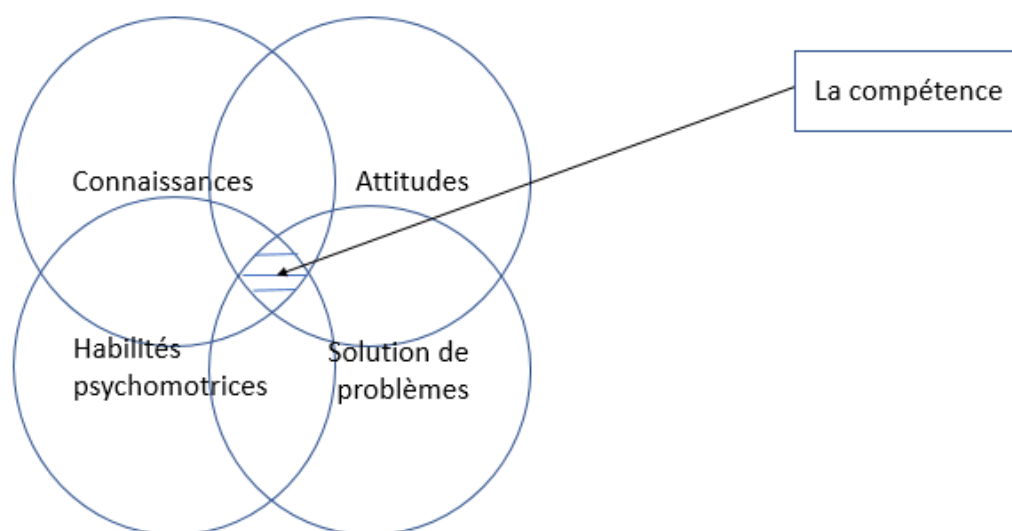 La compétence
Connaissances
Attitudes
Habilités
psychomotrices
Solution de
problèmes